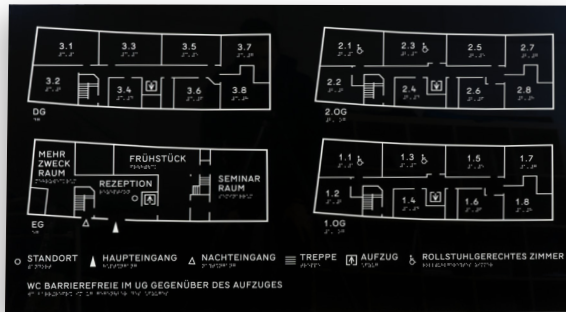 3.1 3.3 3.5 3.7
3.2 3.4 3.6 3.8
DG
2.1 2.3 2.5 2.7
2.2 2.4 2.6 2.8
2.OG
MEHR
ZWECK
RAUM
FRÜHSTÜCK
REZEPTION
SEMINAR
RAUM
EG
1.1 1.3 1.5 1.7
1.2 1.4 1.6 1.8
1.OG
STANDORT HAUPTEINGANG NACHTEINGANG TREPPE AUFZUG ROLLSTUHLGERECHTES ZIMMER
WC BARRIEREFREIE IM UG GEGENÜBER DES AUFZUGES